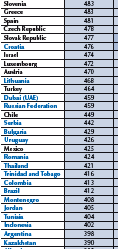 Slovenia 483
Greece 483
Spain 481
Czech Republic 478
Slovak Republic 477
Croatia 476
Israel 474
Luxembourg 472
Austria 470
Lithuania 468
Turkey 464
Dubai (UAE) 459
Russian Federation 459
Chile 449
Serbia 442
Bulgaria 429
Uruguay 426
Mexico 425
Romania 424
Thailand 421
Trinidad and Tobago 416
Colombia 413
Brazil 412
Montenegro 408
Jordan 405
Tunisia 404
Indonesia 402
Argentina 398
Kazakhstan 390